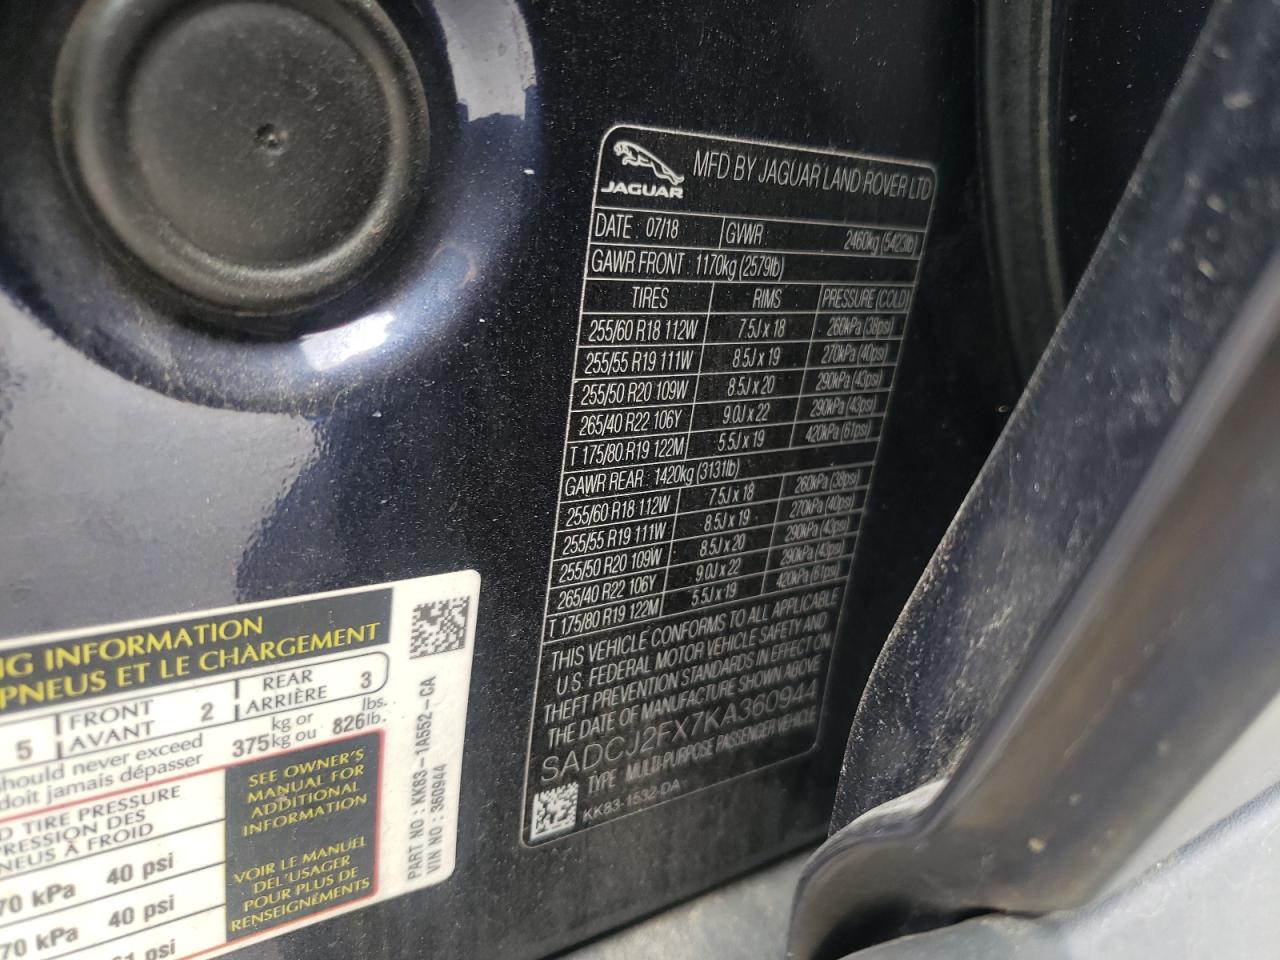 JAGUAR
MFD BY JAGUAR LAND ROVER LTD
DATE : 07/18 GVWR : 2460kg (5423lb)
GAWR FRONT : 1170kg (2579lb)
TIRES RIMS PRESSURE (COLD)
255/60 R18 112W 7.5J x 18 260kPa (38psi)
255/55 R19 111W 8.5J x 19 270kPa (40psi)
255/50 R20 109W 8.5J x 20 290kPa (43psi)
265/40 R22 106Y 9.0J x 22 290kPa (43psi)
T 175/80 R19 122M 5.5J x 19 420kPa (61psi)
GAWR REAR : 1420kg (3131lb)
255/60 R18 112W 7.5J x 18 260kPa (38psi)
255/55 R19 111W 8.5J x 19 270kPa (40psi)
255/50 R20 109W 8.5J x 20 290kPa (43psi)
265/40 R22 106Y 9.0J x 22 290kPa (43psi)
T 175/80 R19 122M 5.5J x 19 420kPa (61psi)
THIS VEHICLE CONFORMS TO ALL APPLICABLE
U.S. FEDERAL MOTOR VEHICLE SAFETY AND
THEFT PREVENTION STANDARDS IN EFFECT ON
THE DATE OF MANUFACTURE SHOWN ABOVE
SADCJ2FX7KA360944
TYPE : MULTI-PURPOSE PASSENGER VEHICLE
KK83-1532-DA
NG INFORMATION
PNEUS ET LE CHARGEMENT
5 FRONT AVANT 2 REAR ARRIÈRE 3
should never exceed
doit jamais dépasser
375 kg or kg ou 826 lbs. lb.
D TIRE PRESSURE
RESSION DES
NEUS À FROID
70 kPa 40 psi
70 kPa 40 psi
61 psi
SEE OWNER'S
MANUAL FOR
ADDITIONAL
INFORMATION
VOIR LE MANUEL
DE L'USAGER
POUR PLUS DE
RENSEIGNEMENTS
PART NO : KK83-1A552-CA
VIN NO : 360944